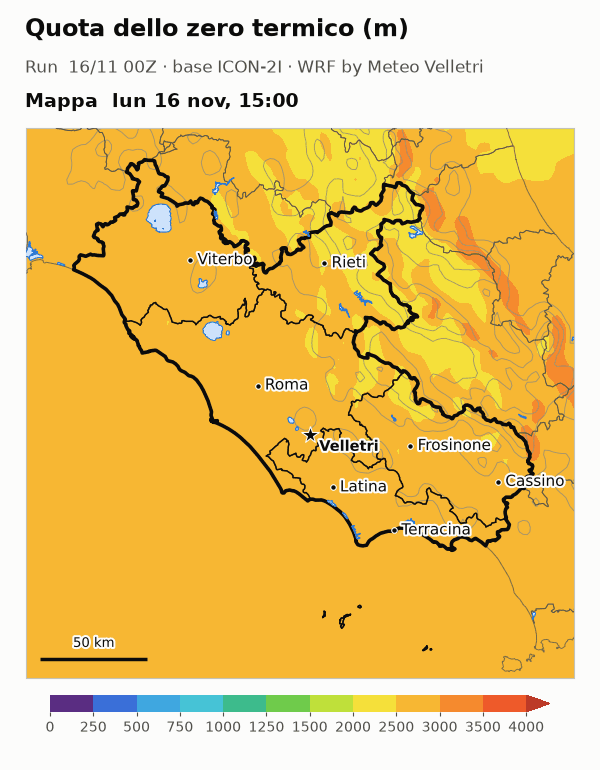 Quota dello zero termico (m)
Run  16/11 00Z · base ICON-2I · WRF by Meteo Velletri
Mappa  lun 16 nov, 15:00
Viterbo
Rieti
Roma
Velletri
Frosinone
Cassino
Latina
Terracina
50 km
0 250 500 750 1000 1250 1500 2000 2500 3000 3500 4000